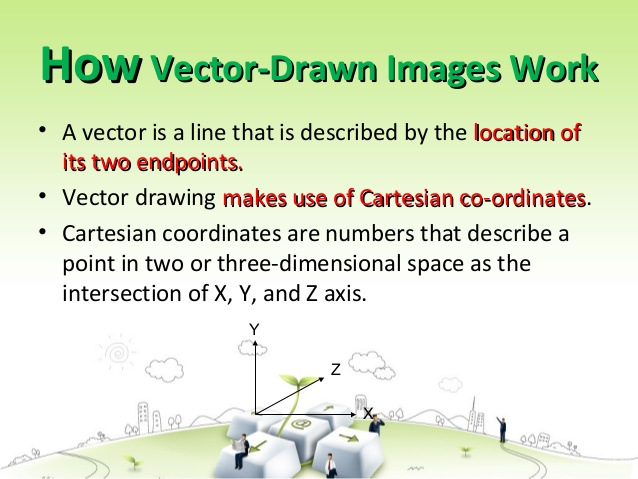 How Vector-Drawn Images Work
• A vector is a line that is described by the location of
its two endpoints.
• Vector drawing makes use of Cartesian co-ordinates.
• Cartesian coordinates are numbers that describe a
point in two or three-dimensional space as the
intersection of X, Y, and Z axis.
Y
Z
X
@